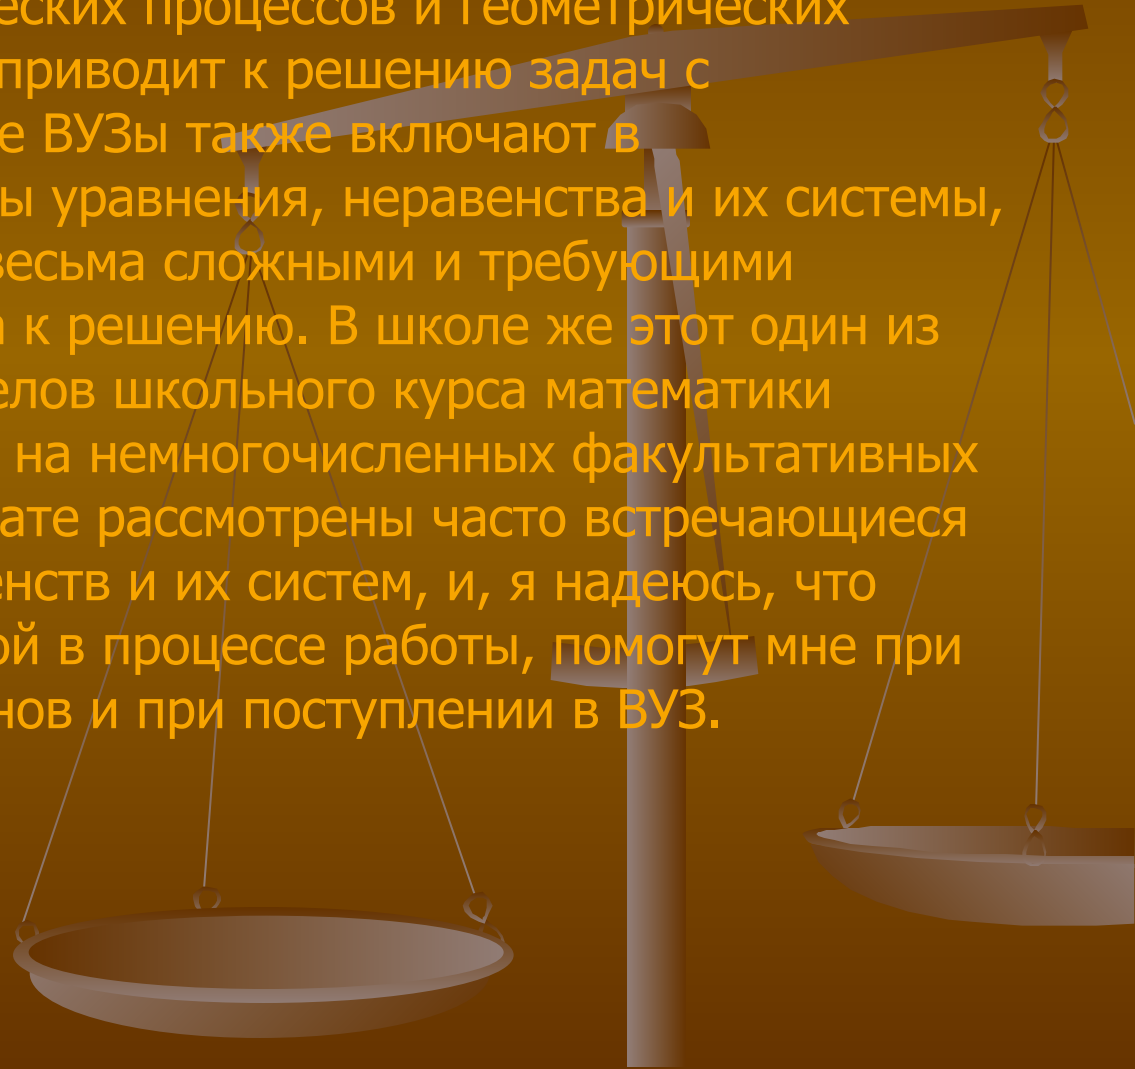 еских процессов и геометрических
приводит к решению задач с
е ВУЗы также включают в
ы уравнения, неравенства и их системы,
весьма сложными и требующими
а к решению. В школе же этот один из
елов школьного курса математики
на немногочисленных факультативных
ате рассмотрены часто встречающиеся
енств и их систем, и, я надеюсь, что
ой в процессе работы, помогут мне при
нов и при поступлении в ВУЗ.